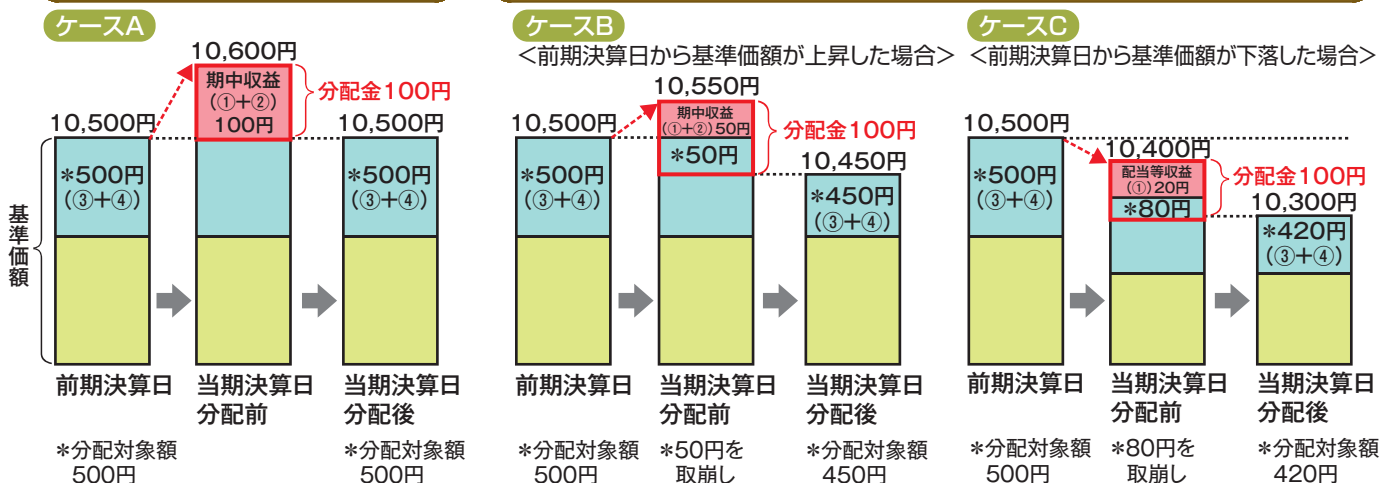 ケースA
10,600円
期中収益
(①+②)
100円
分配金100円
10,500円
10,500円
*500円
(③+④)
*500円
(③+④)
基準価額
前期決算日
当期決算日
分配前
当期決算日
分配後
*分配対象額
500円
*分配対象額
500円
ケースB
<前期決算日から基準価額が上昇した場合>
10,550円
期中収益
(①+②)50円
分配金100円
10,500円
*50円
10,450円
*500円
(③+④)
*450円
(③+④)
前期決算日
当期決算日
分配前
当期決算日
分配後
*分配対象額
500円
*50円を
取崩し
*分配対象額
450円
ケースC
<前期決算日から基準価額が下落した場合>
10,500円
10,400円
配当等収益
(①)20円
分配金100円
*80円
10,300円
*500円
(③+④)
*420円
(③+④)
前期決算日
当期決算日
分配前
当期決算日
分配後
*分配対象額
500円
*80円を
取崩し
*分配対象額
420円